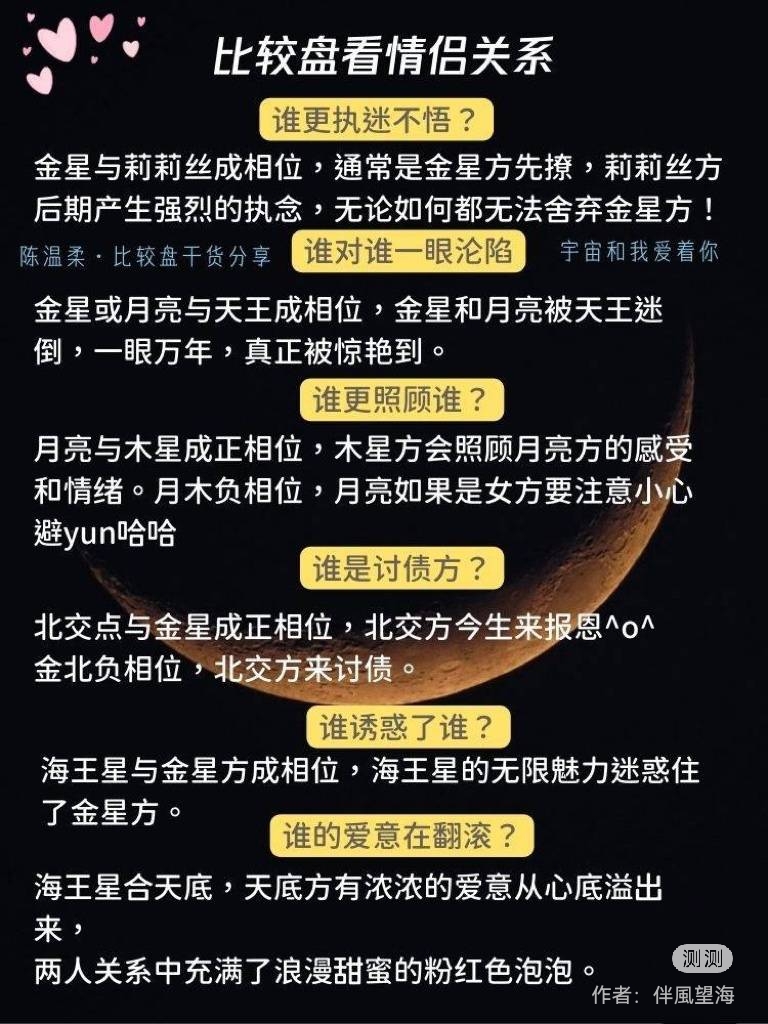 比较盘看情侣关系
谁更执迷不悟？
金星与莉莉丝成相位，通常是金星方先撩，莉莉丝方
后期产生强烈的执念，无论如何都无法舍弃金星方！
陈温柔·比较盘干货分享
谁对谁一眼沦陷
宇宙和我爱着你
金星或月亮与天王成相位，金星和月亮被天王迷
倒，一眼万年，真正被惊艳到。
谁更照顾谁？
月亮与木星成正相位，木星方会照顾月亮方的感受
和情绪。月木负相位，月亮如果是女方要注意小心
避yun哈哈
谁是讨债方？
北交点与金星成正相位，北交方今生来报恩^o^
金北负相位，北交方来讨债。
谁诱惑了谁？
海王星与金星方成相位，海王星的无限魅力迷惑住
了金星方。
谁的爱意在翻滚？
海王星合天底，天底方有浓浓的爱意从心底溢出
来，
两人关系中充满了浪漫甜蜜的粉红色泡泡。
测测
作者：伴風望海